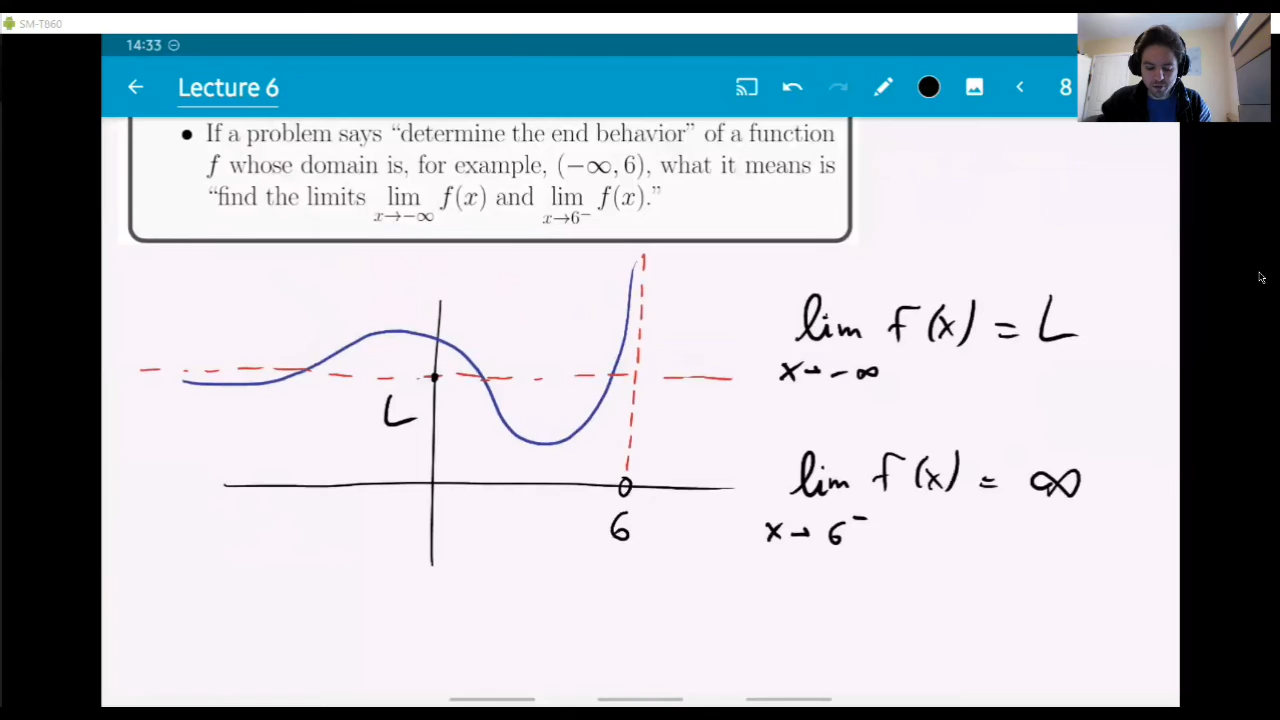 SM-T860
14:33
Lecture 6
8
• If a problem says “determine the end behavior” of a function
f whose domain is, for example, (−∞, 6), what it means is
“find the limits lim f(x) and lim f(x).”
x→−∞ x→6⁻
lim f(x) = L
x→ -∞
L
lim f(x) = ∞
x→ 6⁻
6